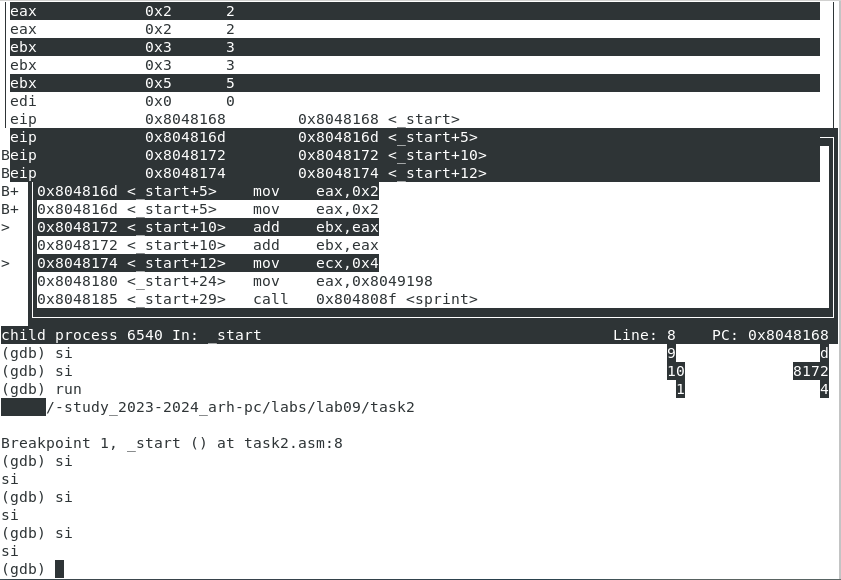 eax 0x2 2
eax 0x2 2
ebx 0x3 3
ebx 0x3 3
ebx 0x5 5
edi 0x0 0
eip 0x8048168 0x8048168 <_start>
eip 0x804816d 0x804816d <_start+5>
Beip 0x8048172 0x8048172 <_start+10>
Beip 0x8048174 0x8048174 <_start+12>
B+ 0x804816d <_start+5> mov eax,0x2
B+ 0x804816d <_start+5> mov eax,0x2
> 0x8048172 <_start+10> add ebx,eax
0x8048172 <_start+10> add ebx,eax
> 0x8048174 <_start+12> mov ecx,0x4
0x8048180 <_start+24> mov eax,0x8049198
0x8048185 <_start+29> call 0x804808f <sprint>
child process 6540 In: _start Line: 8 PC: 0x8048168
(gdb) si 9 d
(gdb) si 10 8172
(gdb) run 1 4
/-study_2023-2024_arh-pc/labs/lab09/task2
Breakpoint 1, _start () at task2.asm:8
(gdb) si
si
(gdb) si
si
(gdb) si
si
(gdb)